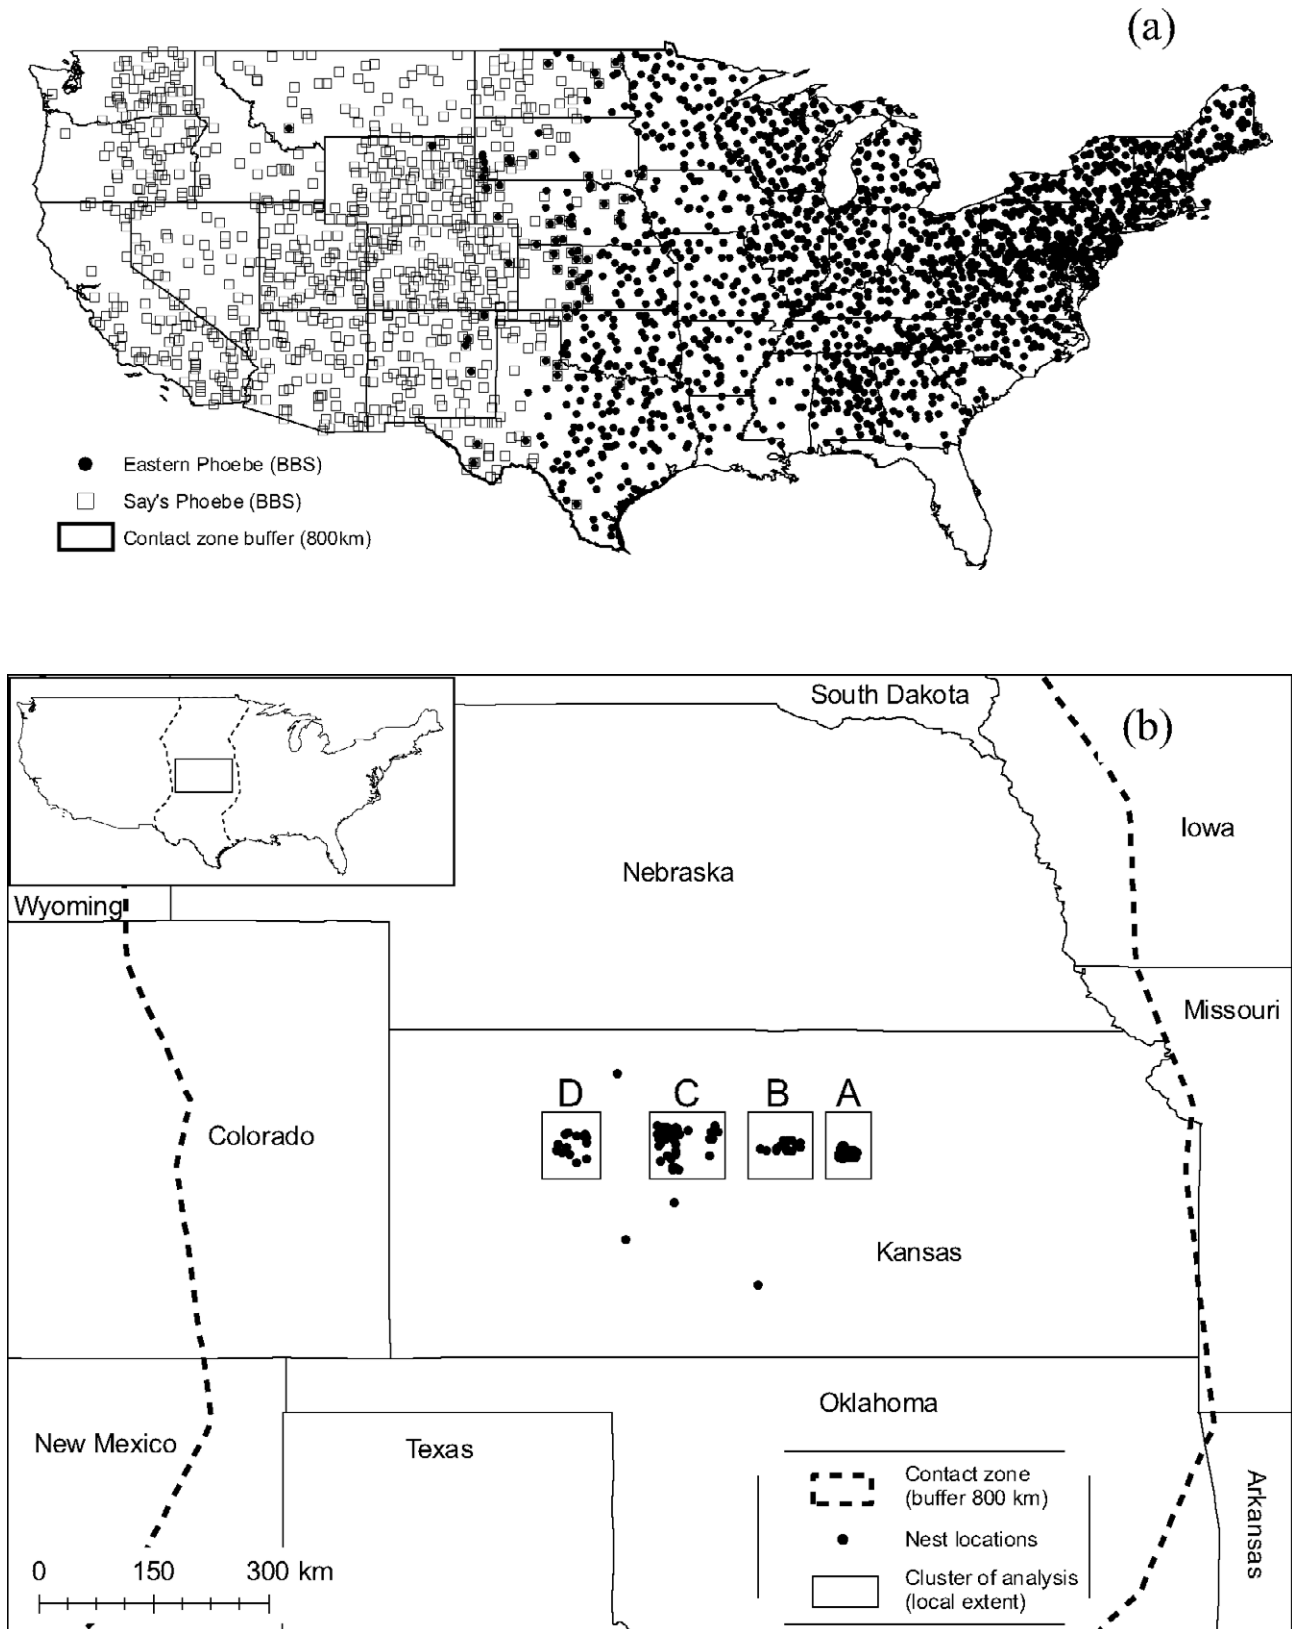 (a)
Eastern Phoebe (BBS)
Say's Phoebe (BBS)
Contact zone buffer (800km)
South Dakota
(b)
Iowa
Nebraska
Wyoming
Missouri
D C B A
Colorado
Kansas
Oklahoma
New Mexico
Texas
Contact zone
(buffer 800 km)
Nest locations
Cluster of analysis
(local extent)
Arkansas
0 150 300 km